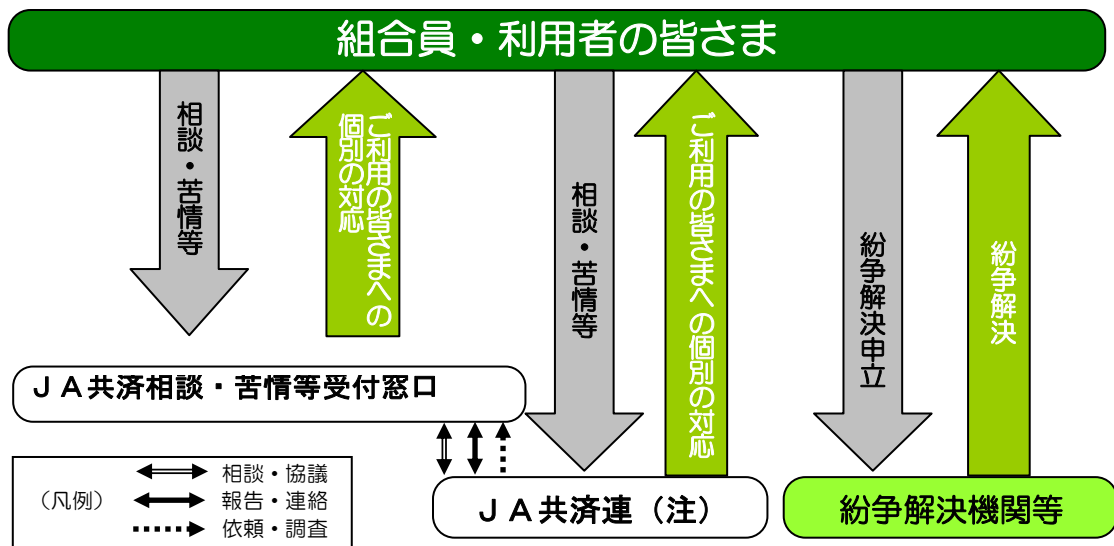 組合員・利用者の皆さま
相談・苦情等
ご利用の皆さまへの
個別の対応
相談・苦情等
ご利用の皆さまへの個別の対応
紛争解決申立
紛争解決
JA共済相談・苦情等受付窓口
(凡例)
相談・協議
報告・連絡
依頼・調査
JA共済連(注)
紛争解決機関等